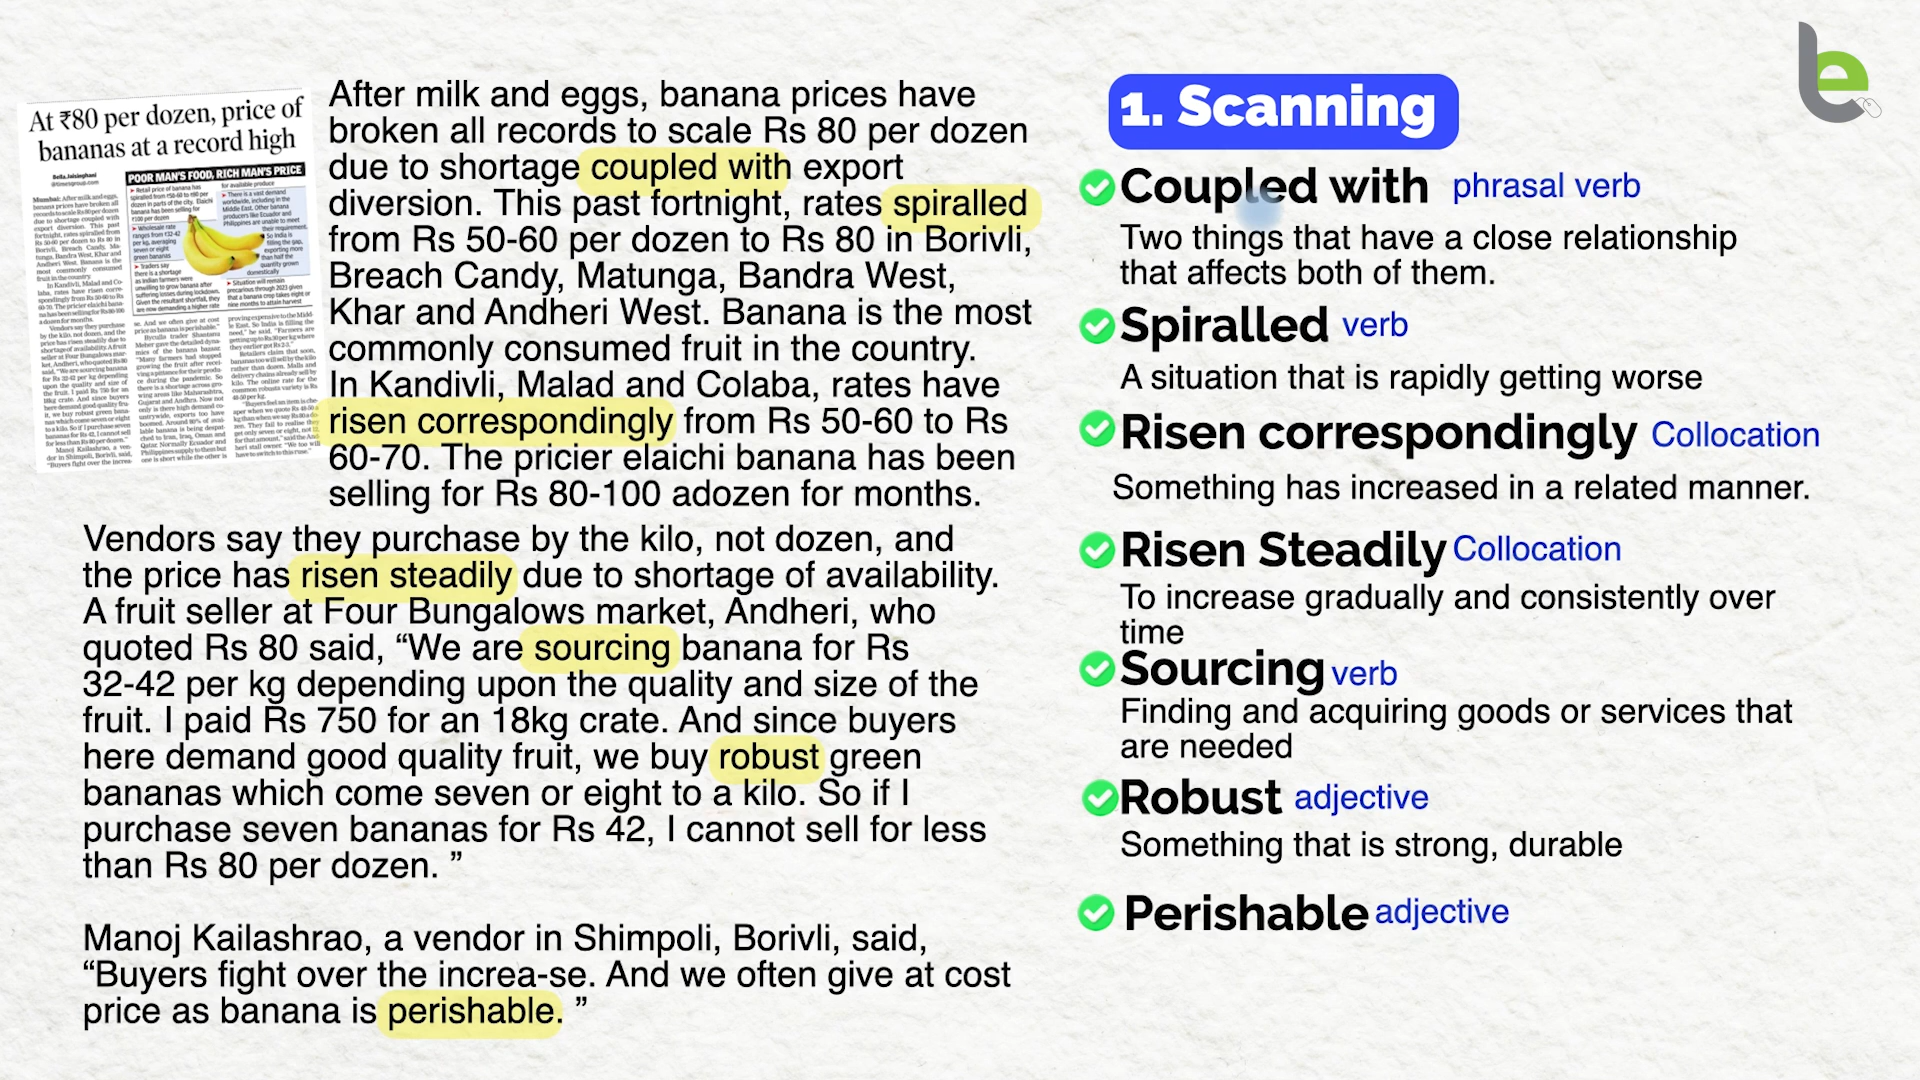 At ₹80 per dozen, price of
bananas at a record high
Bella Jaisinghani
@timesgroup.com
POOR MAN'S FOOD, RICH MAN'S PRICE
After milk and eggs, banana prices have
broken all records to scale Rs 80 per dozen
due to shortage coupled with export
diversion. This past fortnight, rates spiralled
from Rs 50-60 per dozen to Rs 80 in Borivli,
Breach Candy, Matunga, Bandra West,
Khar and Andheri West. Banana is the most
commonly consumed fruit in the country.
In Kandivli, Malad and Colaba, rates have
risen correspondingly from Rs 50-60 to Rs
60-70. The pricier elaichi banana has been
selling for Rs 80-100 adozen for months.
Vendors say they purchase by the kilo, not dozen, and
the price has risen steadily due to shortage of availability.
A fruit seller at Four Bungalows market, Andheri, who
quoted Rs 80 said, “We are sourcing banana for Rs
32-42 per kg depending upon the quality and size of the
fruit. I paid Rs 750 for an 18kg crate. And since buyers
here demand good quality fruit, we buy robust green
bananas which come seven or eight to a kilo. So if I
purchase seven bananas for Rs 42, I cannot sell for less
than Rs 80 per dozen. ”
Manoj Kailashrao, a vendor in Shimpoli, Borivli, said,
“Buyers fight over the increa-se. And we often give at cost
price as banana is perishable. ”
1. Scanning
Coupled with phrasal verb
Two things that have a close relationship
that affects both of them.
Spiralled verb
A situation that is rapidly getting worse
Risen correspondingly Collocation
Something has increased in a related manner.
Risen Steadily Collocation
To increase gradually and consistently over
time
Sourcing verb
Finding and acquiring goods or services that
are needed
Robust adjective
Something that is strong, durable
Perishable adjective